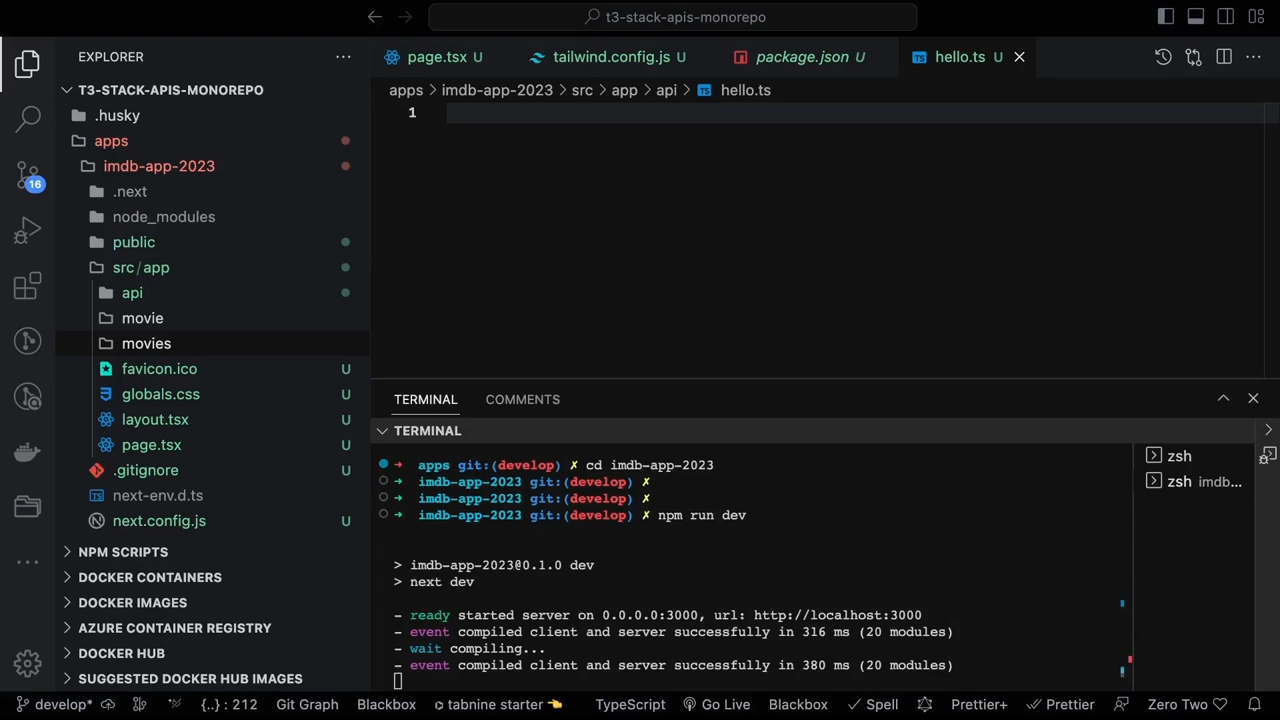 t3-stack-apis-monorepo
EXPLORER
page.tsx U
tailwind.config.js U
package.json U
hello.ts U
apps > imdb-app-2023 > src > app > api > TS hello.ts
1
T3-STACK-APIS-MONOREPO
.husky
apps
imdb-app-2023
.next
node_modules
public
src/app
api
movie
movies
favicon.ico U
globals.css U
layout.tsx U
page.tsx U
.gitignore U
next-env.d.ts
next.config.js U
NPM SCRIPTS
DOCKER CONTAINERS
DOCKER IMAGES
AZURE CONTAINER REGISTRY
DOCKER HUB
SUGGESTED DOCKER HUB IMAGES
16
TERMINAL COMMENTS
TERMINAL
apps git:(develop) ✗ cd imdb-app-2023
imdb-app-2023 git:(develop) ✗
imdb-app-2023 git:(develop) ✗
imdb-app-2023 git:(develop) ✗ npm run dev
> imdb-app-2023@0.1.0 dev
> next dev
- ready started server on 0.0.0.0:3000, url: http://localhost:3000
- event compiled client and server successfully in 316 ms (20 modules)
- wait compiling...
- event compiled client and server successfully in 380 ms (20 modules)
zsh
zsh imdb...
develop* {..} : 212 Git Graph Blackbox tabnine starter TypeScript Go Live Blackbox Spell Prettier+ Prettier Zero Two